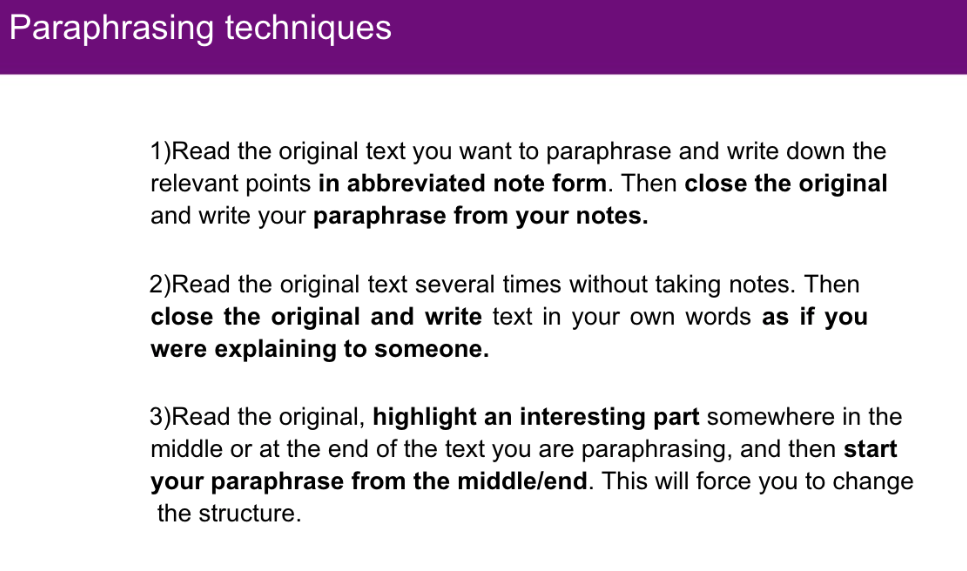 Paraphrasing techniques
1)Read the original text you want to paraphrase and write down the
relevant points in abbreviated note form. Then close the original
and write your paraphrase from your notes.
2)Read the original text several times without taking notes. Then
close the original and write text in your own words as if you
were explaining to someone.
3)Read the original, highlight an interesting part somewhere in the
middle or at the end of the text you are paraphrasing, and then start
your paraphrase from the middle/end. This will force you to change
the structure.